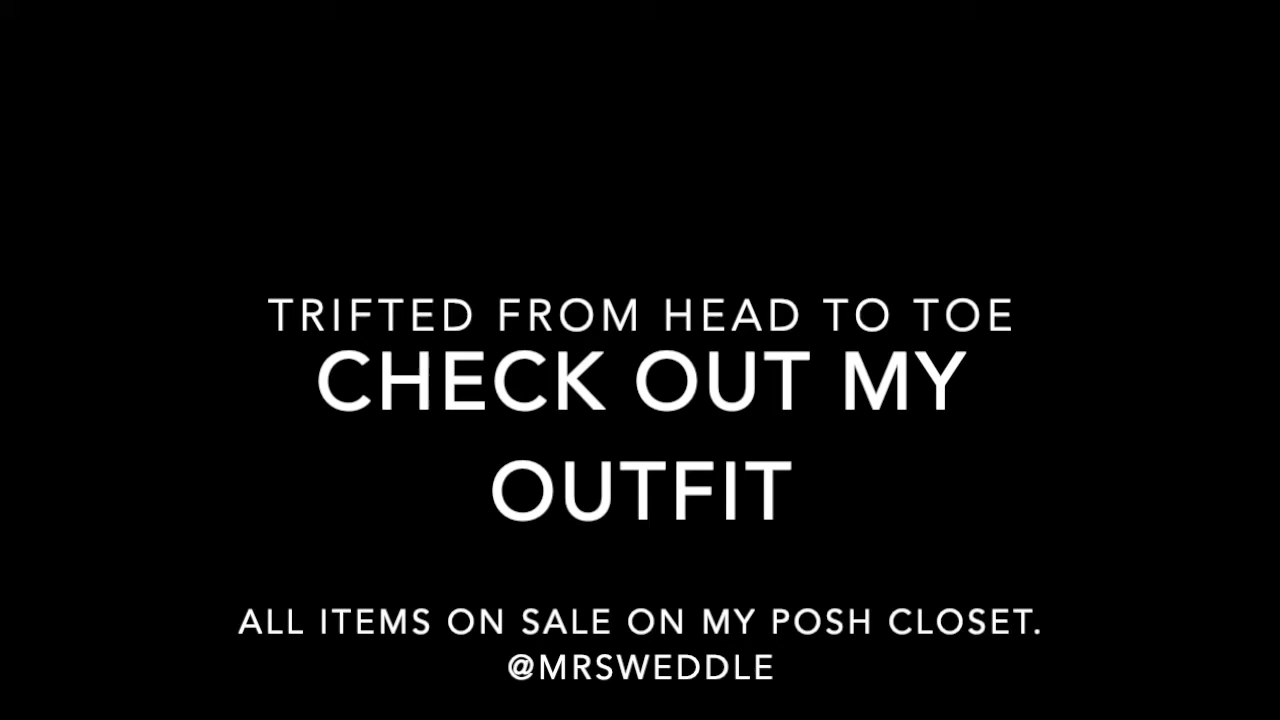 TRIFTED FROM HEAD TO TOE
CHECK OUT MY
OUTFIT
ALL ITEMS ON SALE ON MY POSH CLOSET.
@MRSWEDDLE